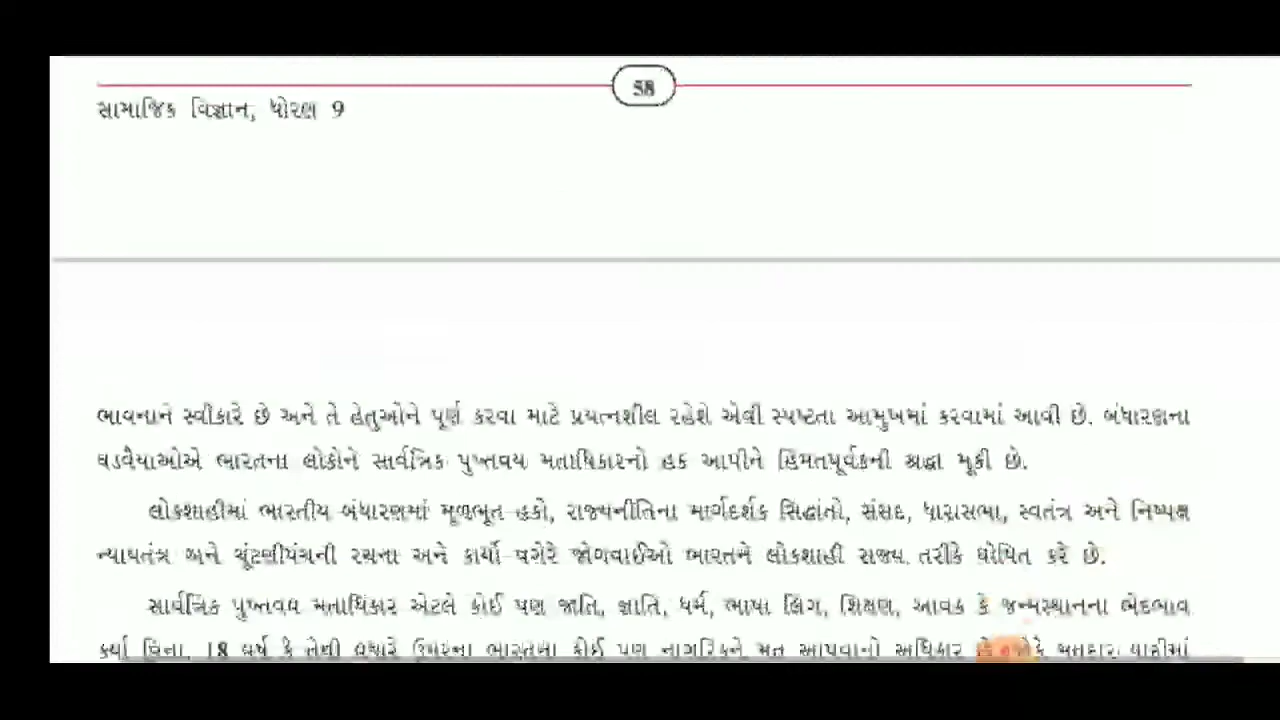 58
સામાજિક વિજ્ઞાન, ધોરણ 9
ભાવનાને સ્વીકારે છે અને તે હેતુઓને પૂર્ણ કરવા માટે પ્રયત્નશીલ રહેશે એવી સ્પષ્ટતા આમુખમાં કરવામાં આવી છે. બંધારણના
ઘડવૈયાઓએ ભારતના લોકોને સાર્વત્રિક પુખ્તવય મતાધિકારનો હક આપીને હિંમતપૂર્વકની શ્રદ્ધા મૂકી છે.
લોકશાહીમાં ભારતીય બંધારણમાં મૂળભૂત હકો, રાજ્યનીતિના માર્ગદર્શક સિદ્ધાંતો, સંસદ, ધારાસભા, સ્વતંત્ર અને નિષ્પક્ષ
ન્યાયતંત્ર અને ચૂંટણીપંચની રચના અને કાર્યો વગેરે જોગવાઈઓ ભારતને લોકશાહી રાજ્ય તરીકે ઘોષિત કરે છે.
સાર્વત્રિક પુખ્તવય મતાધિકાર એટલે કોઈ પણ જાતિ, જ્ઞાતિ, ધર્મ, ભાષા લિંગ, શિક્ષણ, આવક કે જન્મસ્થાનના ભેદભાવ
કર્યા વિના, 18 વર્ષ કે તેથી વધારે ઉંમરના ભારતના કોઈ પણ નાગરિકને મત આપવાનો અધિકાર છે. જોકે મતદાર યાદીમાં